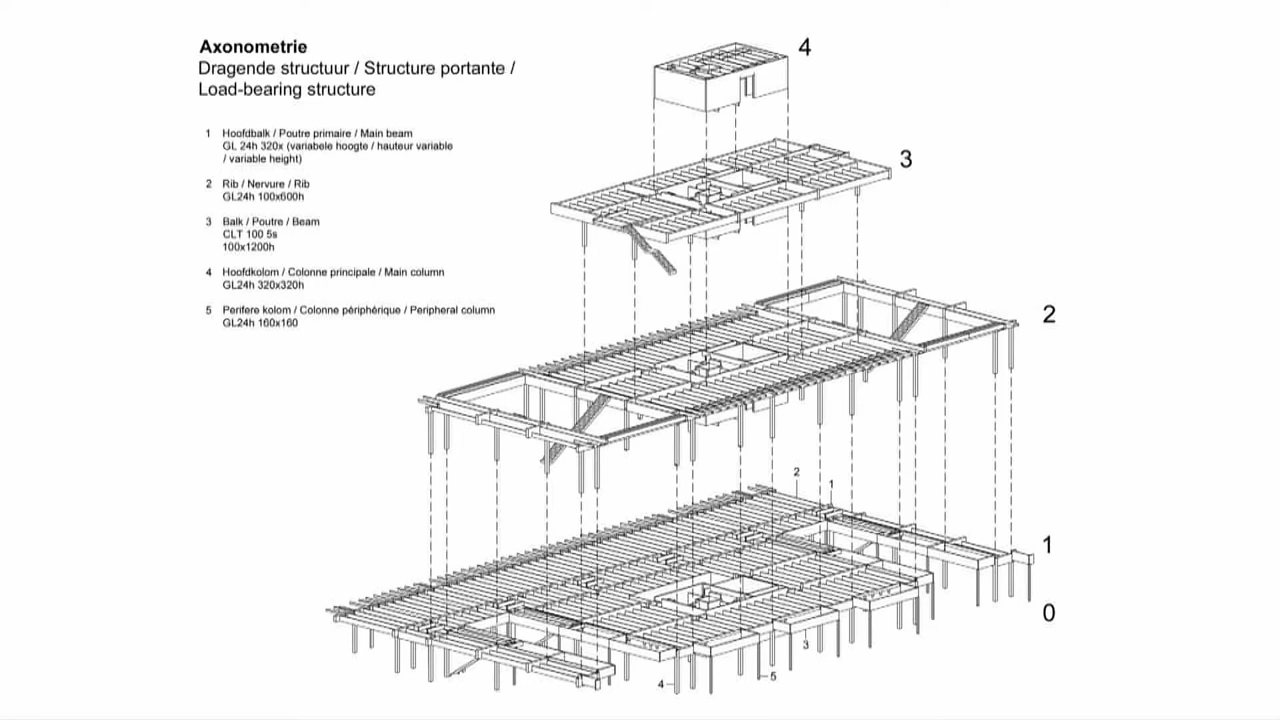 Axonometrie
Dragende structuur / Structure portante /
Load-bearing structure
1 Hoofdbalk / Poutre primaire / Main beam
GL 24h 320x (variabele hoogte / hauteur variable
/ variable height)
2 Rib / Nervure / Rib
GL24h 100x600h
3 Balk / Poutre / Beam
CLT 100 5s
100x1200h
4 Hoofdkolom / Colonne principale / Main column
GL24h 320x320h
5 Perifere kolom / Colonne périphérique / Peripheral column
GL24h 160x160
4
3
2
2
1
1
0
3
4
5